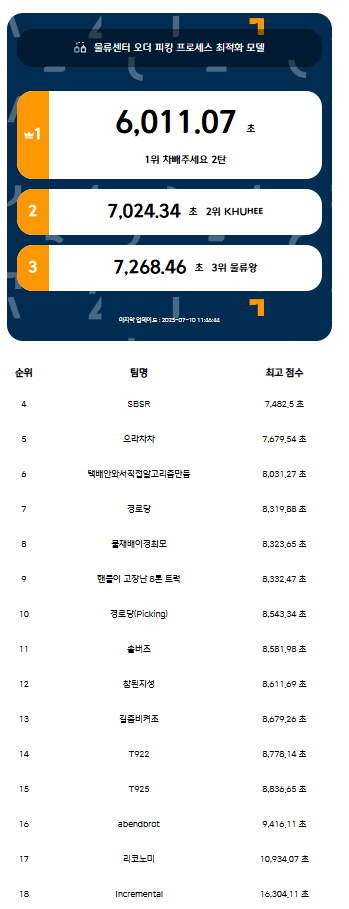 물류센터 오더 피킹 프로세스 최적화 모델
1
6,011.07 초
1위 차빼주세요 2탄
2
7,024.34 초 2위 KHUHEE
3
7,268.46 초 3위 물류왕
마지막 업데이트 : 2025-07-10 11:46:44
순위 팀명 최고 점수
4 SBSR 7,482.5 초
5 으라차차 7,679.54 초
6 택배안와서직접알고리즘만듦 8,031.27 초
7 경로당 8,319.88 초
8 물재배이경최모 8,323.65 초
9 핸들이 고장난 8톤 트럭 8,332.47 초
10 경로당(Picking) 8,543.34 초
11 솔버즈 8,581.98 초
12 참된지성 8,611.69 초
13 길좀비켜조 8,679.26 초
14 T922 8,778.14 초
15 T925 8,836.65 초
16 abendbrot 9,416.11 초
17 리코노미 10,934.07 초
18 Incremental 16,304.11 초